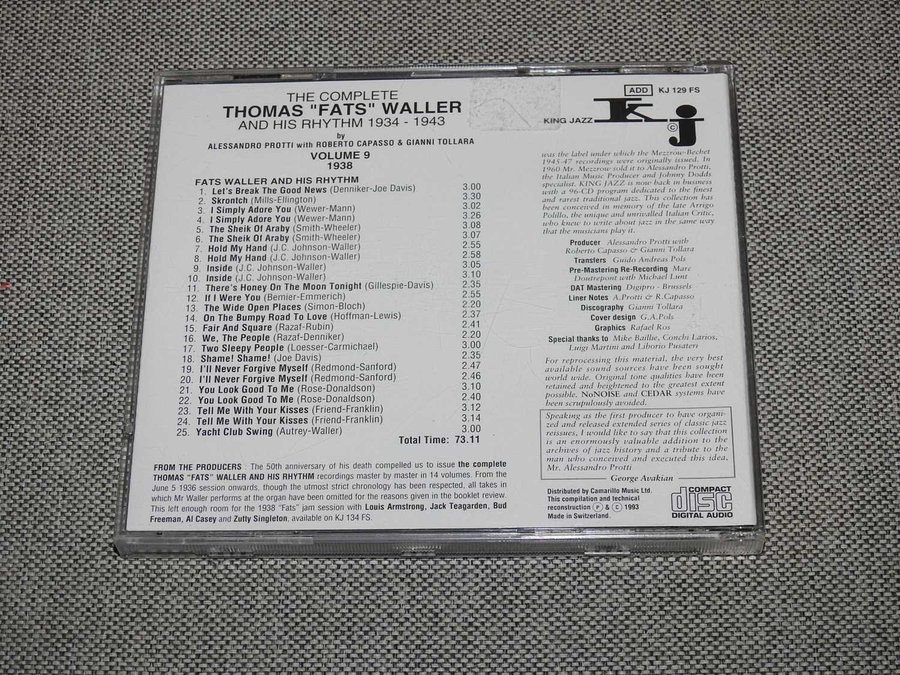 THE COMPLETE
THOMAS "FATS" WALLER
AND HIS RHYTHM 1934 - 1943
by
ALESSANDRO PROTTI with ROBERTO CAPASSO & GIANNI TOLLARA
VOLUME 9
1938
FATS WALLER AND HIS RHYTHM
1. Let's Break The Good News (Denniker-Joe Davis) 3.00
2. Skrontch (Mills-Ellington) 3.30
3. I Simply Adore You (Wewer-Mann) 3.02
4. I Simply Adore You (Wewer-Mann) 3.26
5. The Sheik Of Araby (Smith-Wheeler) 3.08
6. The Sheik Of Araby (Smith-Wheeler) 3.07
7. Hold My Hand (J.C. Johnson-Waller) 2.55
8. Hold My Hand (J.C. Johnson-Waller) 2.58
9. Inside (J.C. Johnson-Waller) 3.05
10. Inside (J.C. Johnson-Waller) 3.10
11. There's Honey On The Moon Tonight (Gillespie-Davis) 2.35
12. If I Were You (Bernier-Emmerich) 2.55
13. The Wide Open Places (Simon-Bloch) 2.20
14. On The Bumpy Road To Love (Hoffman-Lewis) 2.37
15. Fair And Square (Razaf-Rubin) 2.41
16. We, The People (Razaf-Denniker) 2.20
17. Two Sleepy People (Loesser-Carmichael) 3.00
18. Shame! Shame! (Joe Davis) 2.35
19. I'll Never Forgive Myself (Redmond-Sanford) 2.47
20. I'll Never Forgive Myself (Redmond-Sanford) 2.46
21. You Look Good To Me (Rose-Donaldson) 3.10
22. You Look Good To Me (Rose-Donaldson) 2.40
23. Tell Me With Your Kisses (Friend-Franklin) 3.12
24. Tell Me With Your Kisses (Friend-Franklin) 3.14
25. Yacht Club Swing (Autrey-Waller) 3.00
Total Time: 73.11
FROM THE PRODUCERS : The 50th anniversary of his death compelled us to issue the complete
THOMAS "FATS" WALLER AND HIS RHYTHM recordings master by master in 14 volumes. From the
June 5 1936 session onwards, though the utmost strict chronology has been respected, all takes in
which Mr Waller performs at the organ have been omitted for the reasons given in the booklet review.
This left enough room for the 1938 "Fats" jam session with Louis Armstrong, Jack Teagarden, Bud
Freeman, Al Casey and Zutty Singleton, available on KJ 134 FS.
ADD KJ 129 FS
KING JAZZ K © j
was the label under which the Mezzrow-Bechet
1945-47 recordings were originally issued. In
1960 Mr. Mezzrow sold it to Alessandro Protti,
the Italian Music Producer and Johnny Dodds
specialist. KING JAZZ is now back in business
with a 96-CD program dedicated to the finest
and rarest traditional jazz. This collection has
been conceived in memory of the late Arrigo
Polillo, the unique and unrivalled Italian Critic,
who knew to write about jazz in the same way
that the musicians play it.
Producer Alessandro Protti with
Roberto Capasso & Gianni Tollara
Transfers Guido Andreas Pols
Pre-Mastering Re-Recording Marc
Doutrepont with Michael Lunt
DAT Mastering Digipro - Brussels
Liner Notes A.Protti & R.Capasso
Discography Gianni Tollara
Cover design G.A.Pols
Graphics Rafael Ros
Special thanks to Mike Baillie, Conchi Larios,
Luigi Martini and Liborio Pusateri
For reprocessing this material, the very best
available sound sources have been sought
world wide. Original tone qualities have been
retained and heightened to the greatest extent
possible. NoNOISE and CEDAR systems have
been scrupulously avoided.
Speaking as the first producer to have organi-
zed and released extended series of classic jazz
reissues, I would like to say that this collection
is an enormously valuable addition to the
archives of jazz history and a tribute to the
man who conceived and executed this idea,
Mr. Alessandro Protti
George Avakian
Distributed by Camarillo Music Ltd.
This compilation and technical
reconstruction ℗ & © 1993
Made in Switzerland.
COMPACT
disc
DIGITAL AUDIO